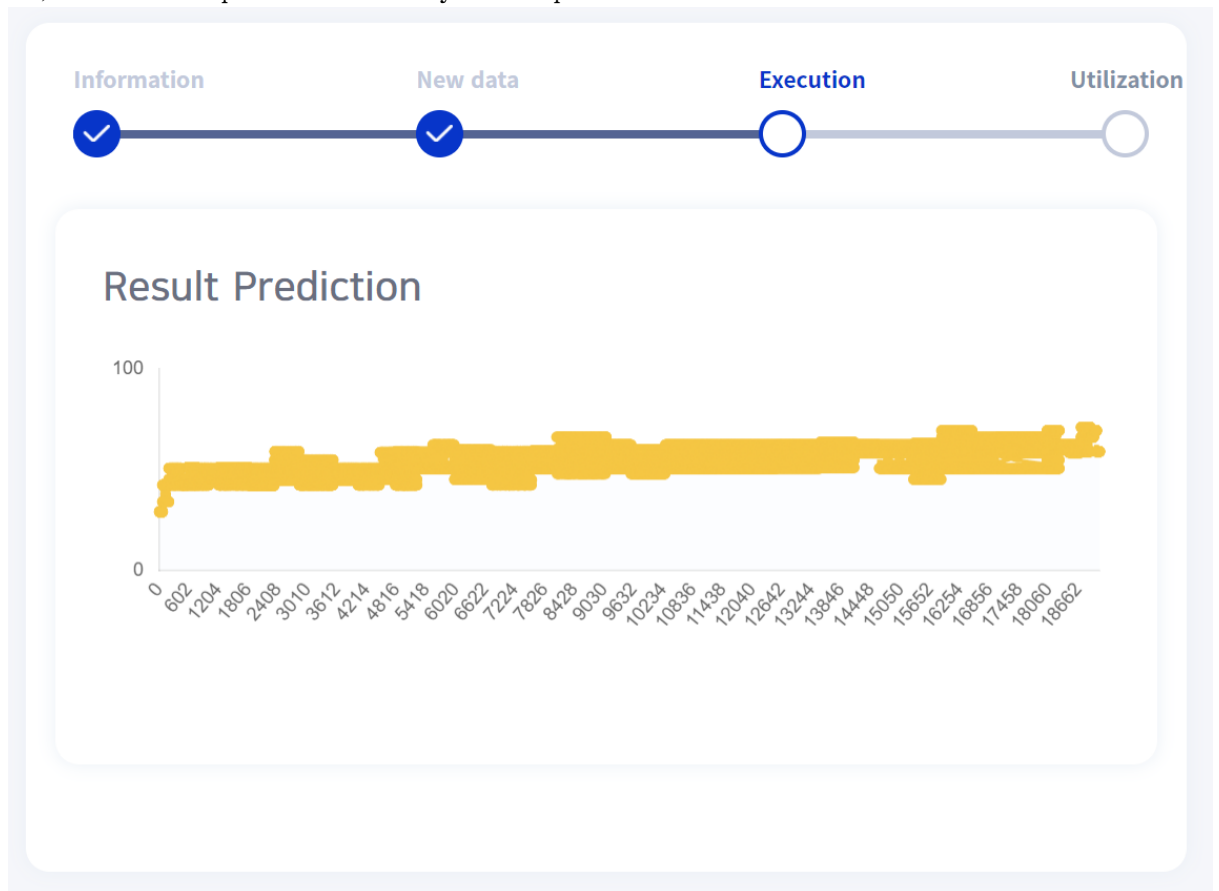 Information New data Execution Utilization
Result Prediction
100
0
0 602 1204 1806 2408 3010 3612 4214 4816 5418 6020 6622 7224 7826 8428 9030 9632 10234 10836 11438 12040 12642 13244 13846 14448 15050 15652 16254 16856 17458 18060 18662